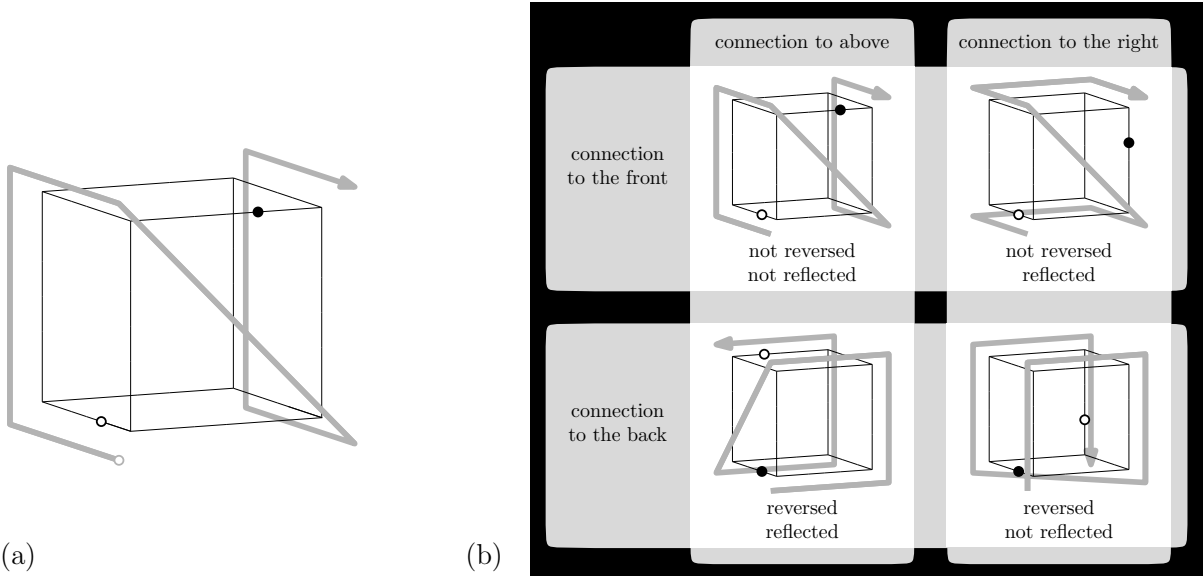 connection to above
connection to the right
connection
to the front
not reversed
not reflected
not reversed
reflected
connection
to the back
reversed
reflected
reversed
not reflected
(a)
(b)